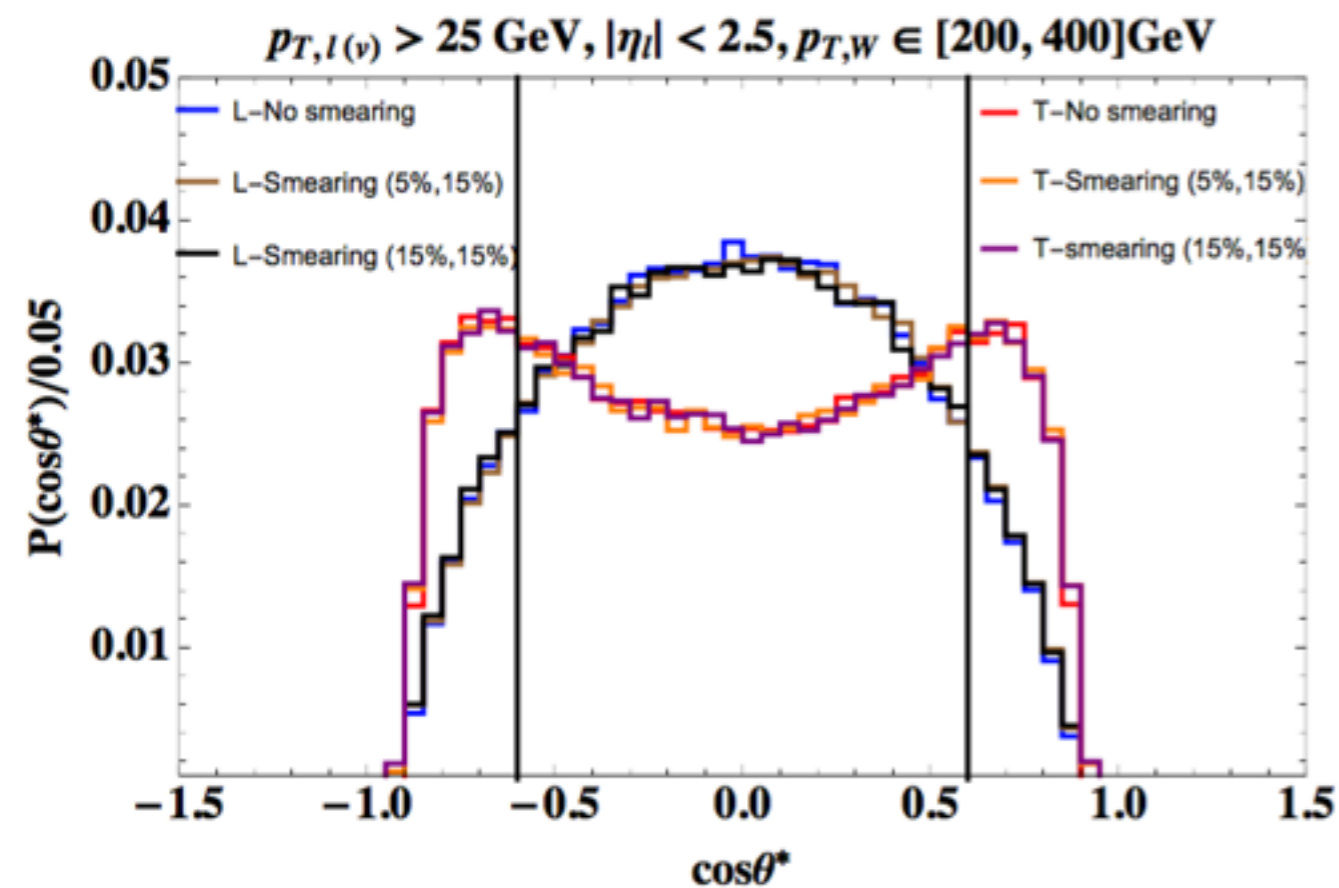 p_{T,l(ν)} > 25 GeV, |η_l| < 2.5, p_{T,W} ∈ [200, 400]GeV
0.05
L−No smearing
T−No smearing
L−Smearing (5%,15%)
T−Smearing (5%,15%)
0.04
L−Smearing (15%,15%)
T−smearing (15%,15%
0.03
P(cosθ*)/0.05
0.02
0.01
−1.5 −1.0 −0.5 0.0 0.5 1.0 1.5
cosθ*